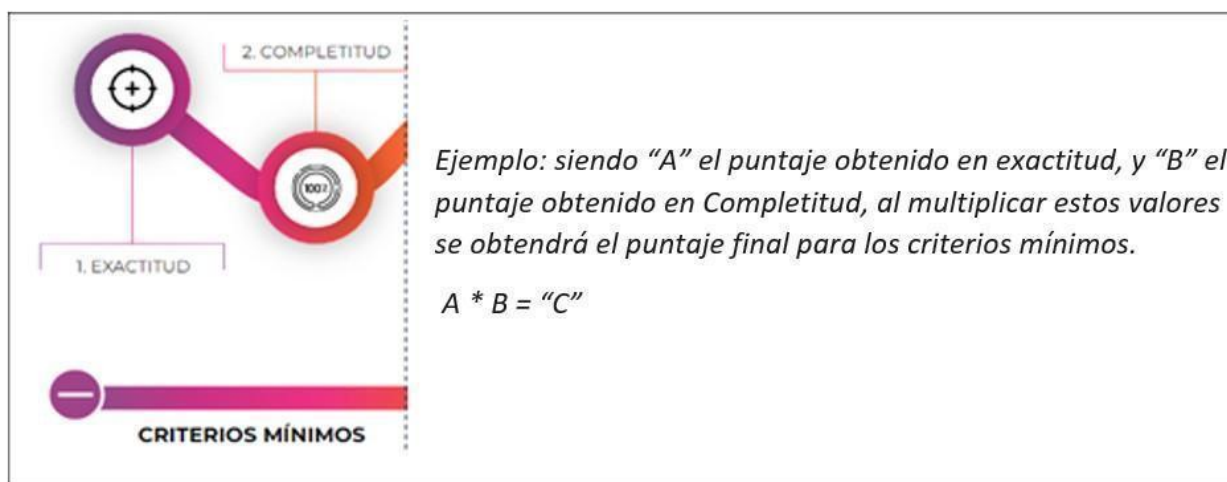 2. COMPLETITUD
100%
1. EXACTITUD
CRITERIOS MÍNIMOS
Ejemplo: siendo “A” el puntaje obtenido en exactitud, y “B” el
puntaje obtenido en Completitud, al multiplicar estos valores
se obtendrá el puntaje final para los criterios mínimos.
A * B = “C”